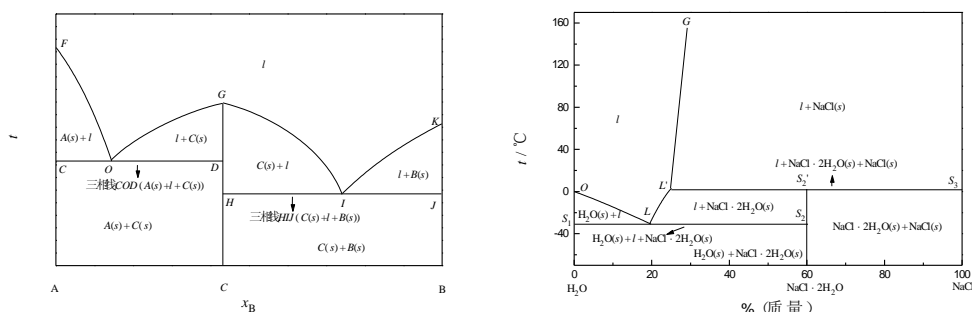 F
l
G
K
A(s)+l
l+C(s)
C(s)+l
l+B(s)
t
C
O
D
三相线COD(A(s)+l+C(s))
H
I
J
三相线HIJ(C(s)+l+B(s))
A(s)+C(s)
C(s)+B(s)
A
C
B
xB
160
120
80
40
0
-40
t/℃
G
l
l+NaCl(s)
l+NaCl·2H2O(s)+NaCl(s)
O
L'
S2'
S3
H2O(s)+l
L
l+NaCl·2H2O(s)
S1
S2
H2O(s)+l+NaCl·2H2O(s)
NaCl·2H2O(s)+NaCl(s)
H2O(s)+NaCl·2H2O(s)
0 20 40 60 80 100
H2O
NaCl·2H2O
NaCl
%(质量)